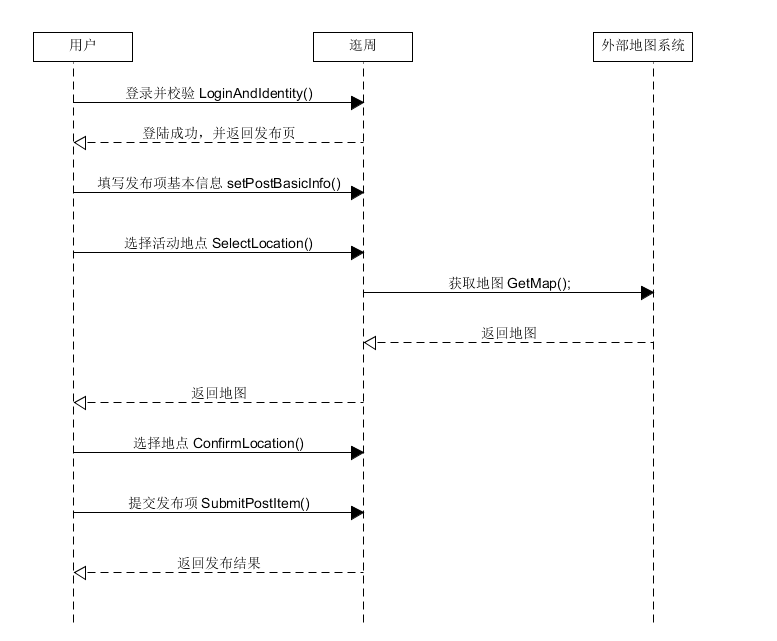 用户
逛周
外部地图系统
登录并校验 LoginAndIdentity()
登陆成功，并返回发布页
填写发布项基本信息 setPostBasicInfo()
选择活动地点 SelectLocation()
获取地图 GetMap();
返回地图
返回地图
选择地点 ConfirmLocation()
提交发布项 SubmitPostItem()
返回发布结果